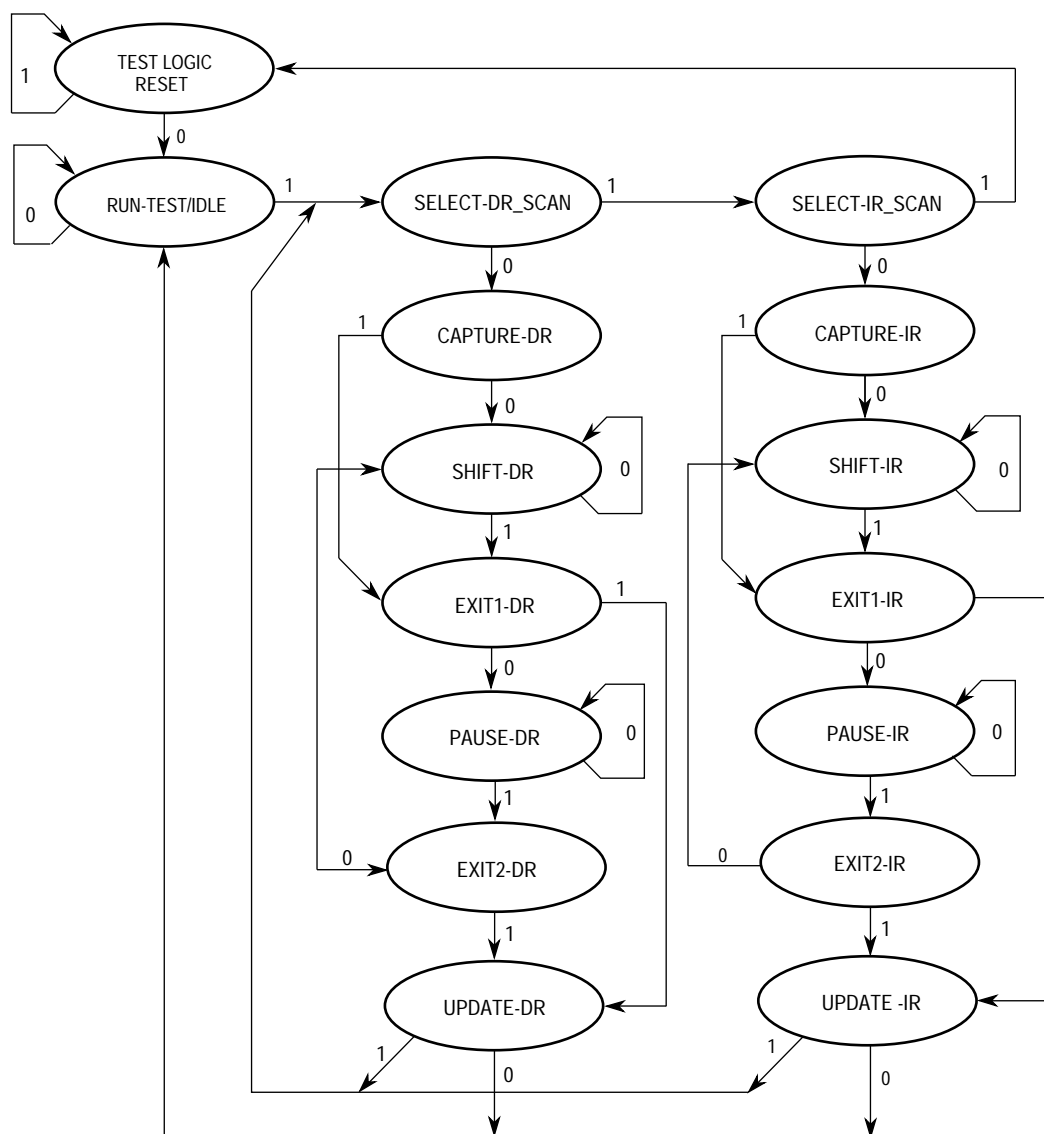 TEST LOGIC
RESET
1
0
RUN-TEST/IDLE
0
1
SELECT-DR_SCAN
1
SELECT-IR_SCAN
1
0
0
CAPTURE-DR
1
CAPTURE-IR
1
0
0
SHIFT-DR
0
SHIFT-IR
0
1
1
EXIT1-DR
1
EXIT1-IR
0
0
PAUSE-DR
0
PAUSE-IR
0
1
1
0
EXIT2-DR
0
EXIT2-IR
1
1
UPDATE-DR
UPDATE -IR
1
0
1
0